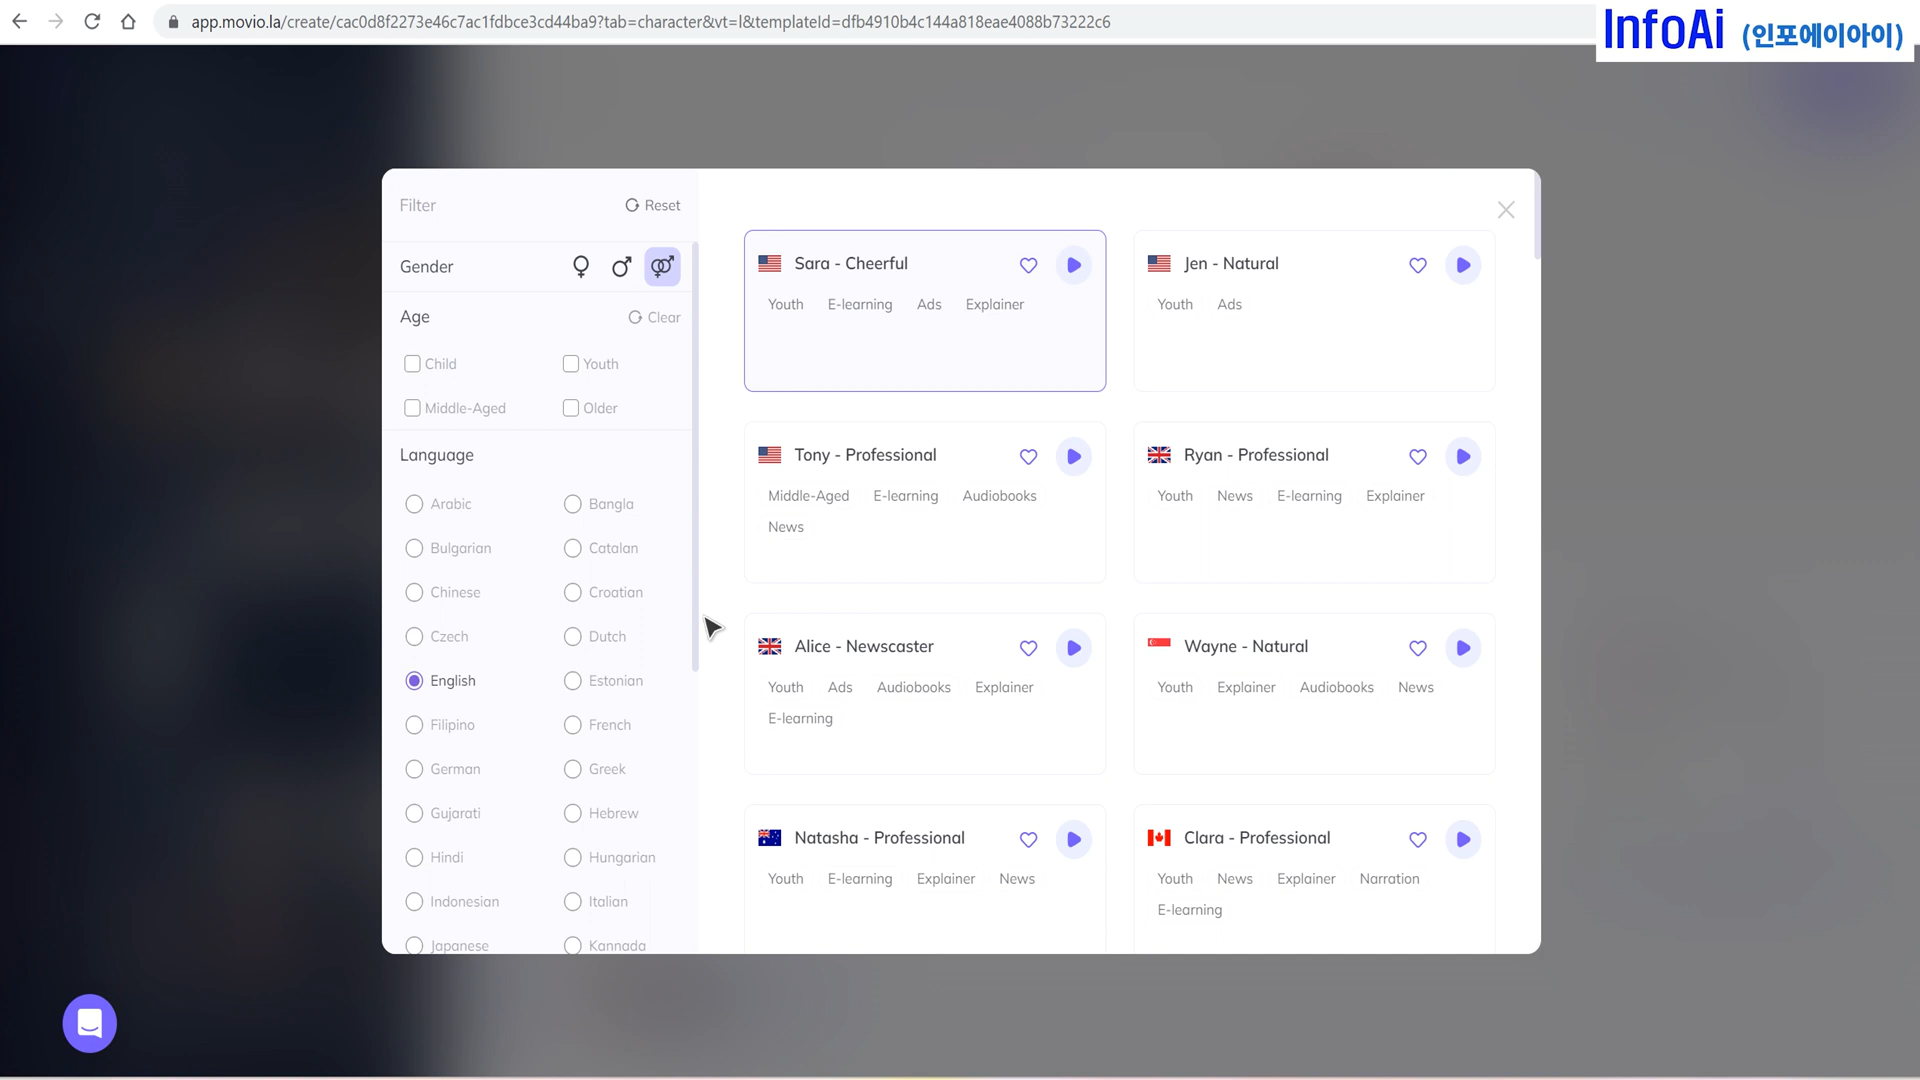 app.movio.la/create/cac0d8f2273e46c7ac1fdbce3cd44ba9?tab=character&vt=l&templateId=dfb4910b4c144a818eae4088b73222c6
InfoAi (인포에이아이)
Filter
Reset
Gender
Age
Clear
Child
Youth
Middle-Aged
Older
Language
Arabic
Bangla
Bulgarian
Catalan
Chinese
Croatian
Czech
Dutch
English
Estonian
Filipino
French
German
Greek
Gujarati
Hebrew
Hindi
Hungarian
Indonesian
Italian
Japanese
Kannada
Sara - Cheerful
Youth E-learning Ads Explainer
Jen - Natural
Youth Ads
Tony - Professional
Middle-Aged E-learning Audiobooks
News
Ryan - Professional
Youth News E-learning Explainer
Alice - Newscaster
Youth Ads Audiobooks Explainer
E-learning
Wayne - Natural
Youth Explainer Audiobooks News
Natasha - Professional
Youth E-learning Explainer News
Clara - Professional
Youth News Explainer Narration
E-learning